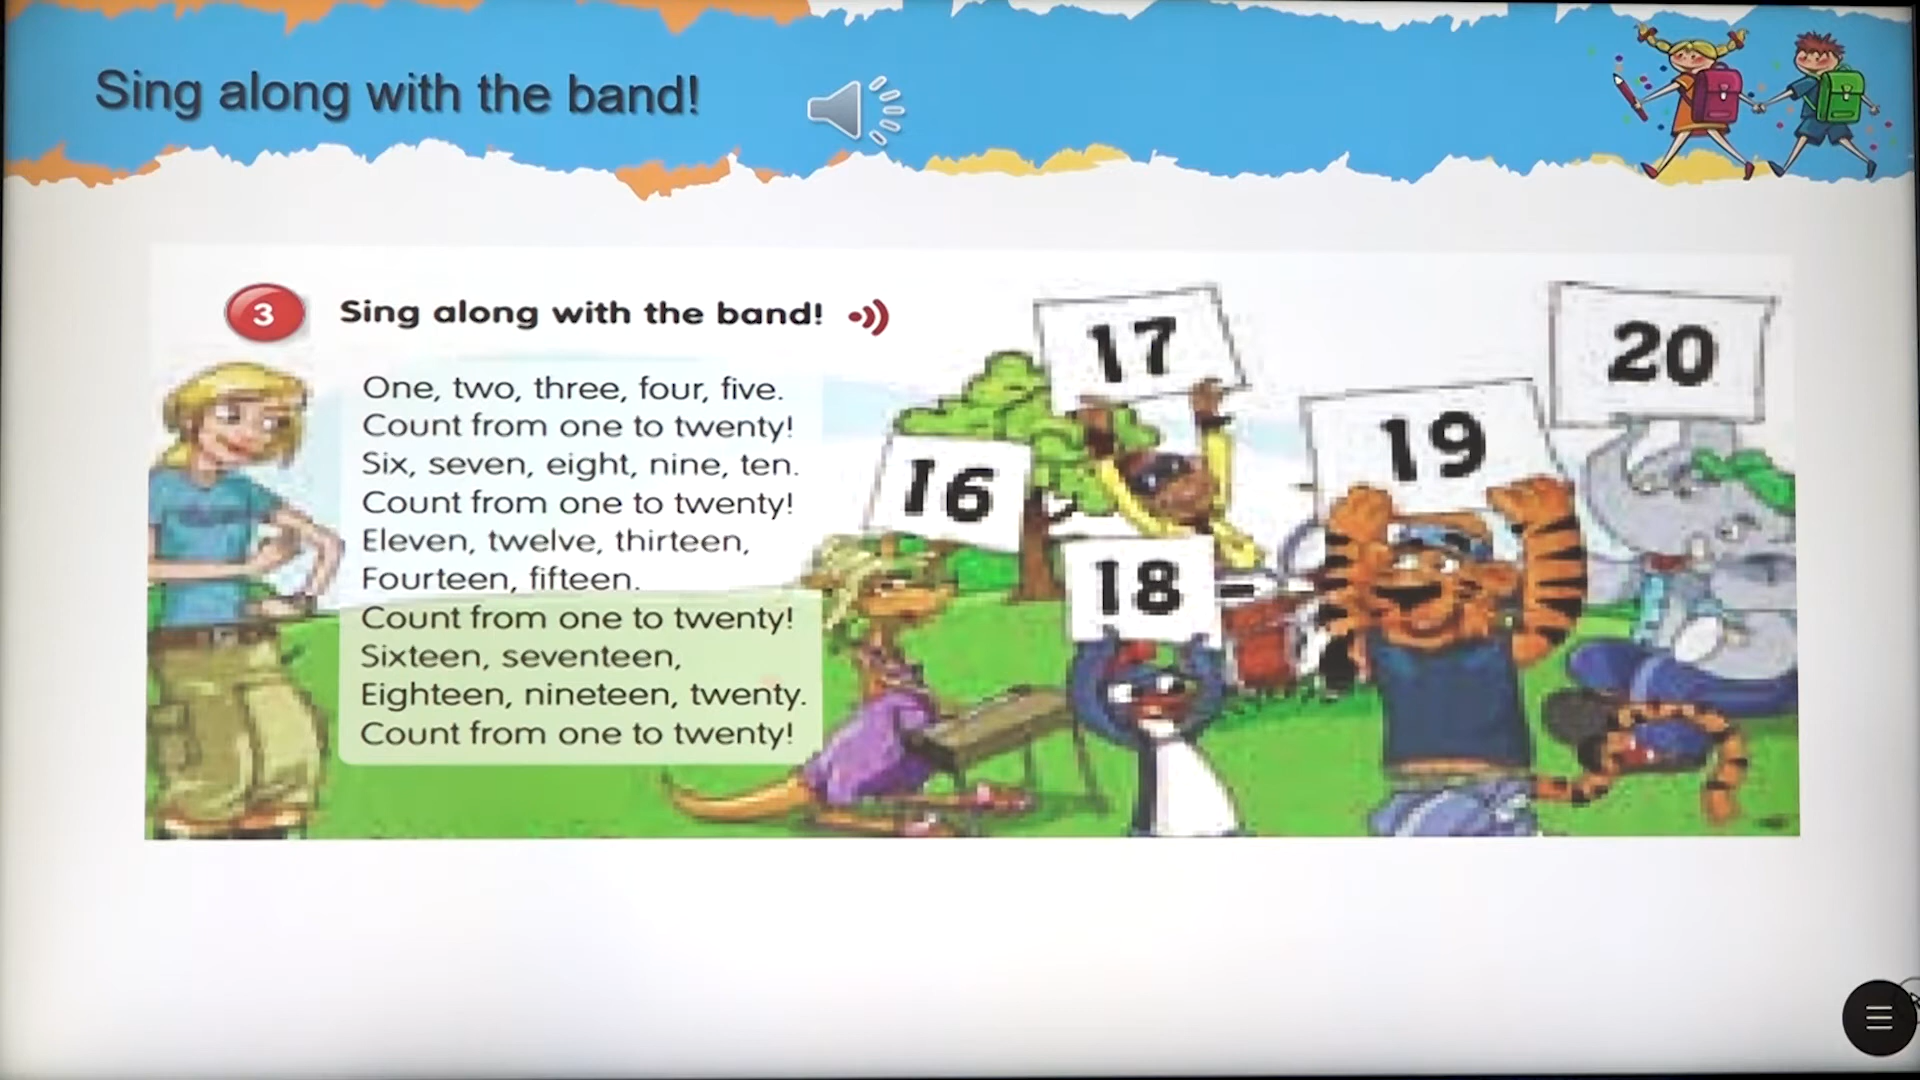 Sing along with the band!
3 Sing along with the band!
One, two, three, four, five.
Count from one to twenty!
Six, seven, eight, nine, ten.
Count from one to twenty!
Eleven, twelve, thirteen,
Fourteen, fifteen.
Count from one to twenty!
Sixteen, seventeen,
Eighteen, nineteen, twenty.
Count from one to twenty!
16
17
18
19
20